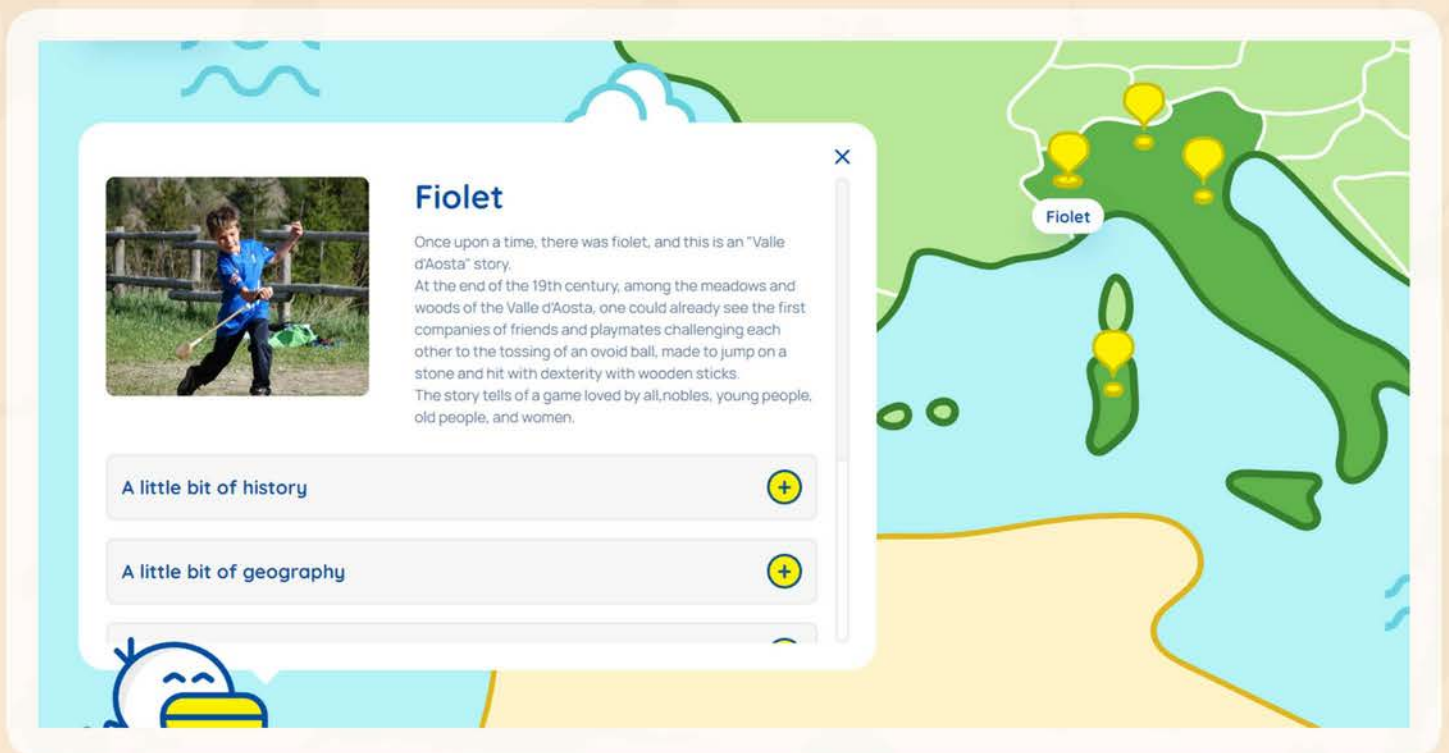 Fiolet
Once upon a time, there was fiolet, and this is an "Valle
d'Aosta" story.
At the end of the 19th century, among the meadows and
woods of the Valle d'Aosta, one could already see the first
companies of friends and playmates challenging each
other to the tossing of an ovoid ball, made to jump on a
stone and hit with dexterity with wooden sticks.
The story tells of a game loved by all,nobles, young people,
old people, and women.
A little bit of history
A little bit of geography
Fiolet